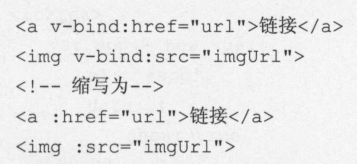 <a v-bind:href="url">链接</a>
<img v-bind:src="imgUrl">
<!-- 缩写为-->
<a :href="url">链接</a>
<img :src="imgUrl">